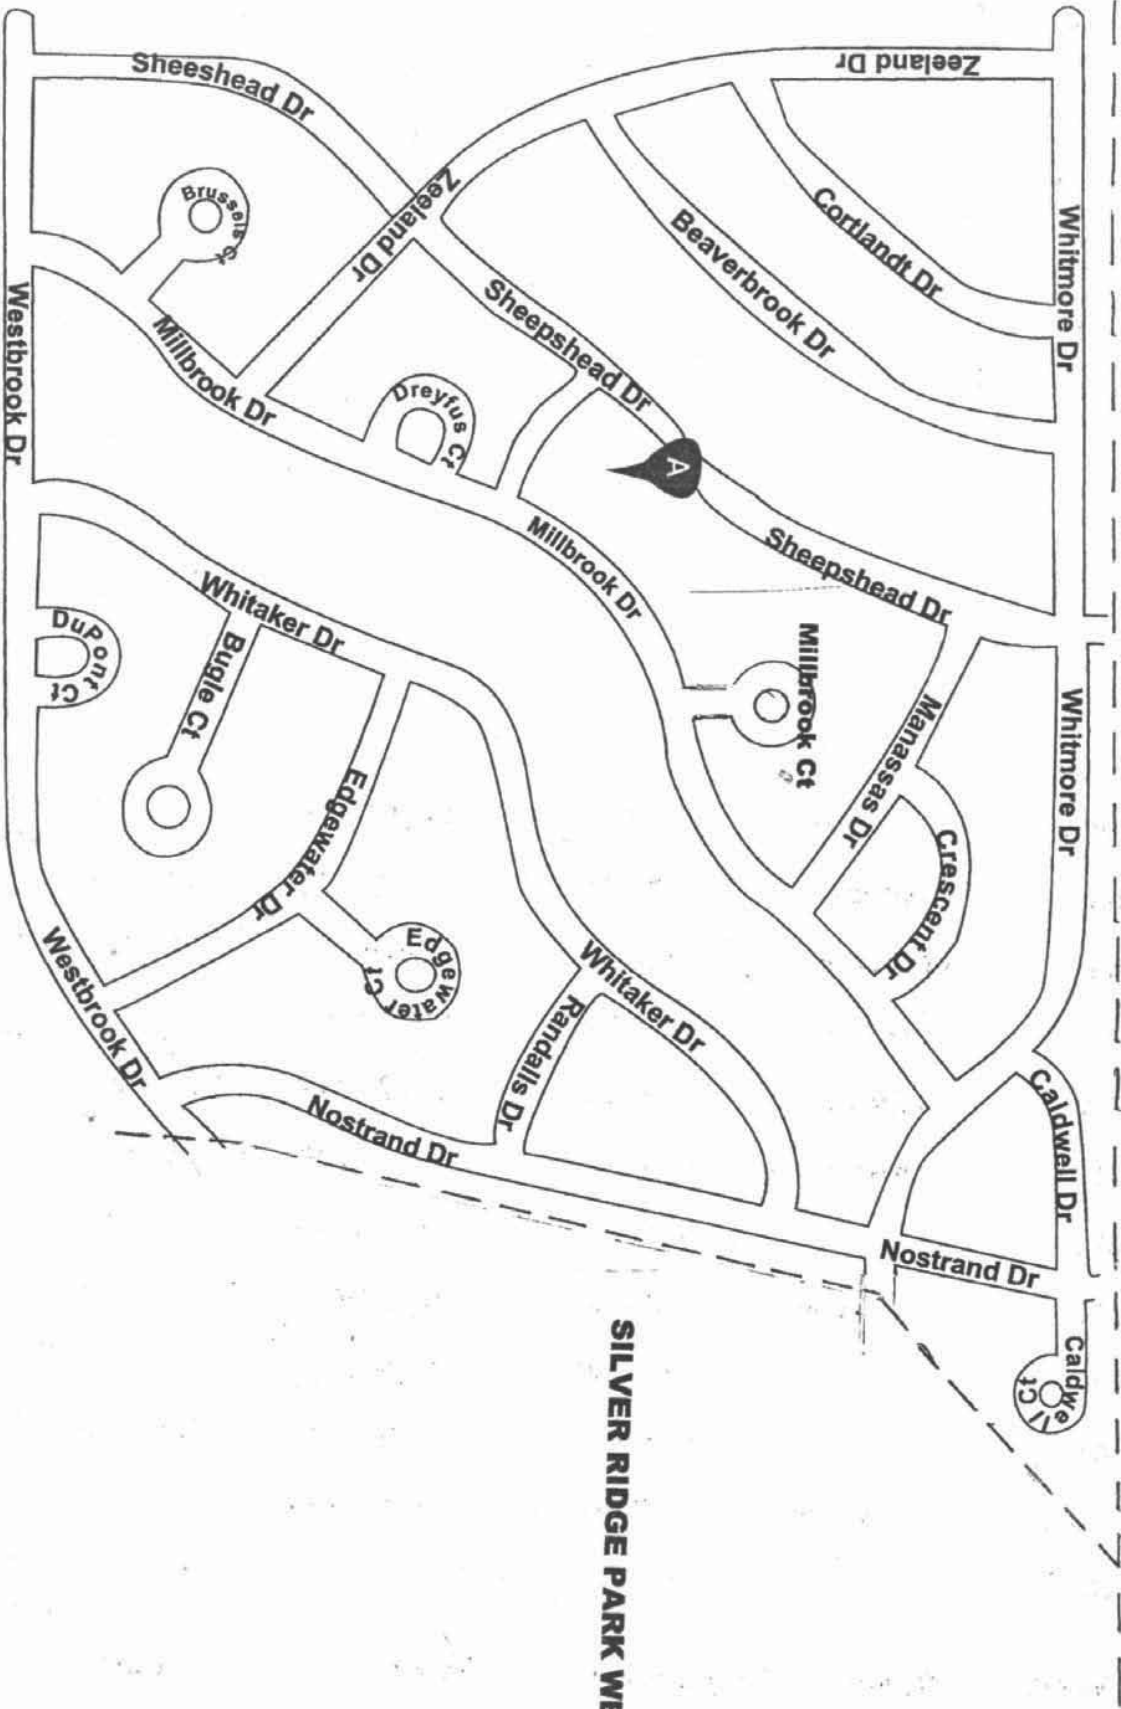 Sheeshead Dr
Zeeland Dr
Brussels Ct
Zeeland Dr
Cortlandt Dr
Whitmore Dr
Beaverbrook Dr
Westbrook Dr
Millbrook Dr
Sheepshead Dr
Dreyfus Ct
A
Millbrook Dr
Sheepshead Dr
Whitaker Dr
DuPont Ct
Bugle Ct
Millbrook Ct
Manassas Dr
Whitmore Dr
Edgewater Dr
Crescent Dr
Westbrook Dr
Edgewater Ct
Whitaker Dr
Randalls Dr
Caldwell Dr
Nostrand Dr
Nostrand Dr
Caldwell Ct
SILVER RIDGE PARK WE